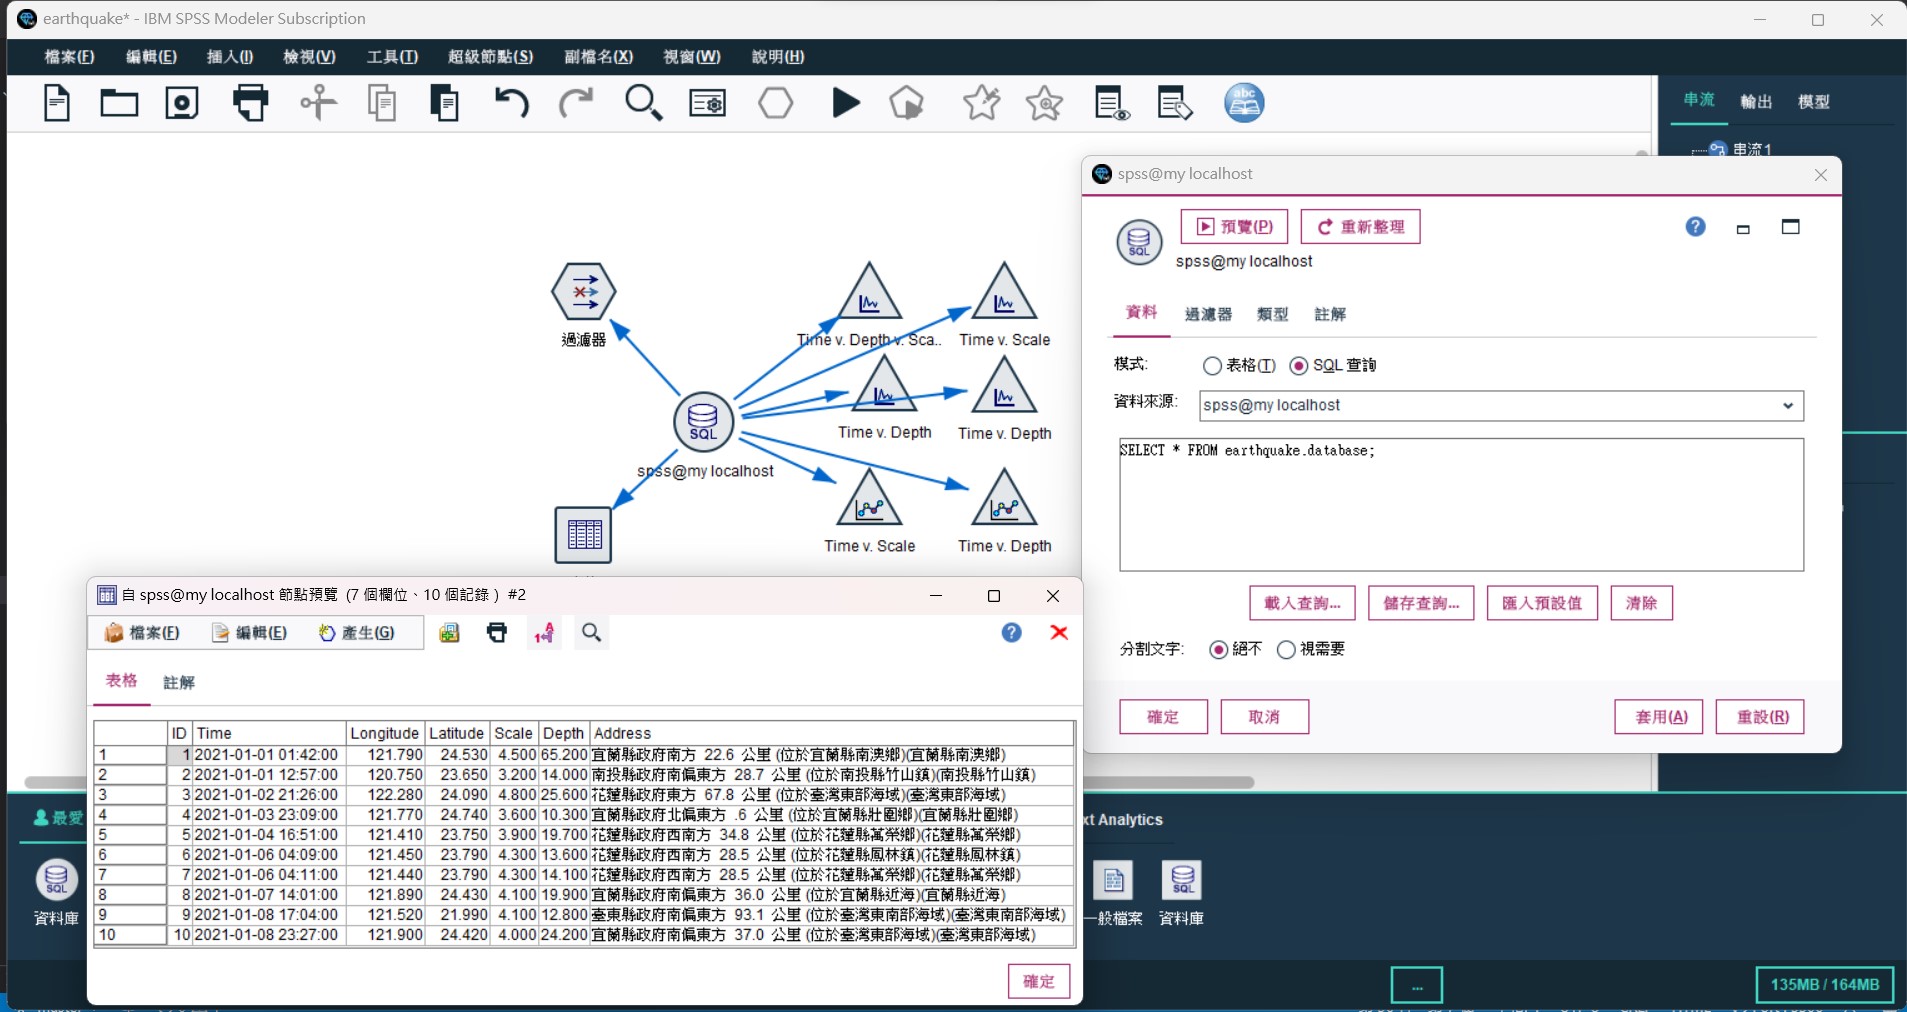 earthquake* - IBM SPSS Modeler Subscription
檔案(F) 編輯(E) 插入(I) 檢視(V) 工具(T) 超級節點(S) 副檔名(X) 視窗(W) 說明(H)
串流 輸出 模型
串流1
過濾器
Time v. Depth v. Sca.. Time v. Scale
Time v. Depth Time v. Depth
SQL
spss@my localhost
Time v. Scale Time v. Depth
spss@my localhost
SQL
預覽(P) 重新整理
spss@my localhost
資料 過濾器 類型 註解
模式: 表格(T) SQL 查詢
資料來源: spss@my localhost
SELECT * FROM earthquake.database;
載入查詢... 儲存查詢... 匯入預設值 清除
分割文字: 絕不 視需要
確定 取消 套用(A) 重設(R)
自 spss@my localhost 節點預覽 (7 個欄位、10 個記錄) #2
檔案(F) 編輯(E) 產生(G)
表格 註解
ID Time Longitude Latitude Scale Depth Address
1 1 2021-01-01 01:42:00 121.790 24.530 4.500 65.200 宜蘭縣政府南方 22.6 公里 (位於宜蘭縣南澳鄉)(宜蘭縣南澳鄉)
2 2 2021-01-01 12:57:00 120.750 23.650 3.200 14.000 南投縣政府南偏東方 28.7 公里 (位於南投縣竹山鎮)(南投縣竹山鎮)
3 3 2021-01-02 21:26:00 122.280 24.090 4.800 25.600 花蓮縣政府東方 67.8 公里 (位於臺灣東部海域)(臺灣東部海域)
4 4 2021-01-03 23:09:00 121.770 24.740 3.600 10.300 宜蘭縣政府北偏東方 .6 公里 (位於宜蘭縣壯圍鄉)(宜蘭縣壯圍鄉)
5 5 2021-01-04 16:51:00 121.410 23.750 3.900 19.700 花蓮縣政府西南方 34.8 公里 (位於花蓮縣萬榮鄉)(花蓮縣萬榮鄉)
6 6 2021-01-06 04:09:00 121.450 23.790 4.300 13.600 花蓮縣政府西南方 28.5 公里 (位於花蓮縣鳳林鎮)(花蓮縣鳳林鎮)
7 7 2021-01-06 04:11:00 121.440 23.790 4.300 14.100 花蓮縣政府西南方 28.5 公里 (位於花蓮縣萬榮鄉)(花蓮縣萬榮鄉)
8 8 2021-01-07 14:01:00 121.890 24.430 4.100 19.900 宜蘭縣政府南偏東方 36.0 公里 (位於宜蘭縣近海)(宜蘭縣近海)
9 9 2021-01-08 17:04:00 121.520 21.990 4.100 12.800 臺東縣政府南偏東方 93.1 公里 (位於臺灣東南部海域)(臺灣東南部海域)
10 10 2021-01-08 23:27:00 121.900 24.420 4.000 24.200 宜蘭縣政府南偏東方 37.0 公里 (位於臺灣東部海域)(臺灣東部海域)
確定
最愛
SQL
資料庫
xt Analytics
SQL
一般檔案 資料庫
... 135MB / 164MB